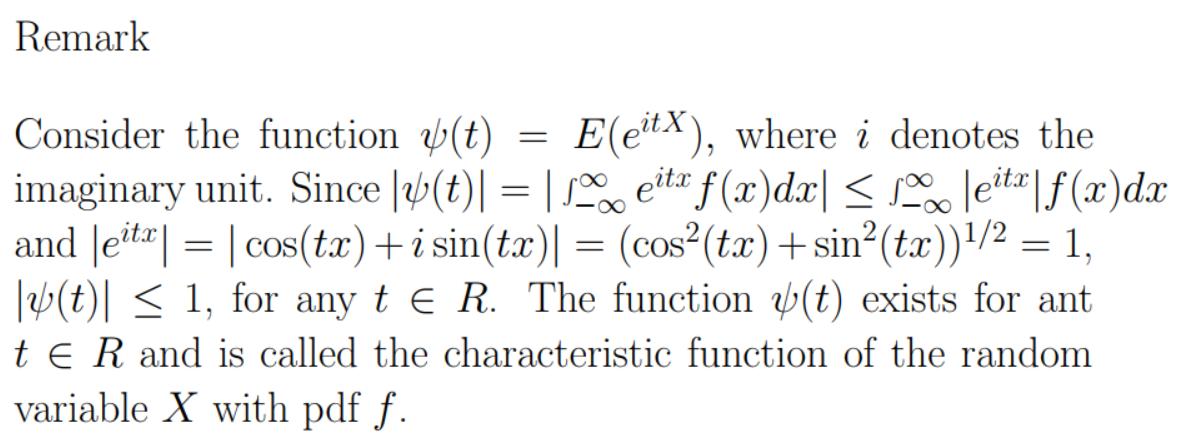 Remark
Consider the function ψ(t) = E(e^{itX}), where i denotes the
imaginary unit. Since |ψ(t)| = |∫_{−∞}^{∞} e^{itx} f(x)dx| ≤ ∫_{−∞}^{∞} |e^{itx}|f(x)dx
and |e^{itx}| = | cos(tx) + i sin(tx)| = (cos²(tx) + sin²(tx))^{1/2} = 1,
|ψ(t)| ≤ 1, for any t ∈ R. The function ψ(t) exists for ant
t ∈ R and is called the characteristic function of the random
variable X with pdf f.